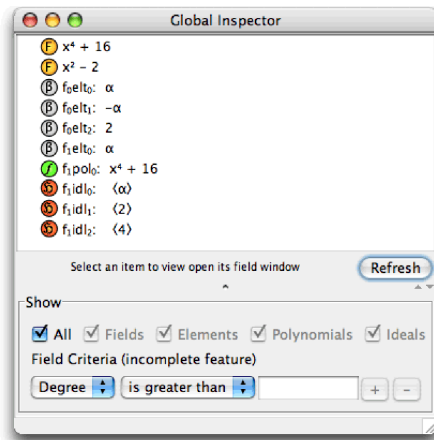 Global Inspector
F x⁴ + 16
F x² - 2
β f₀elt₀: α
β f₀elt₁: -α
β f₀elt₂: 2
β f₁elt₀: α
f f₁pol₀: x⁴ + 16
f₁idl₀: ⟨α⟩
f₁idl₁: ⟨2⟩
f₁idl₂: ⟨4⟩
Select an item to view open its field window
Refresh
Show
All Fields Elements Polynomials Ideals
Field Criteria (incomplete feature)
Degree is greater than + -